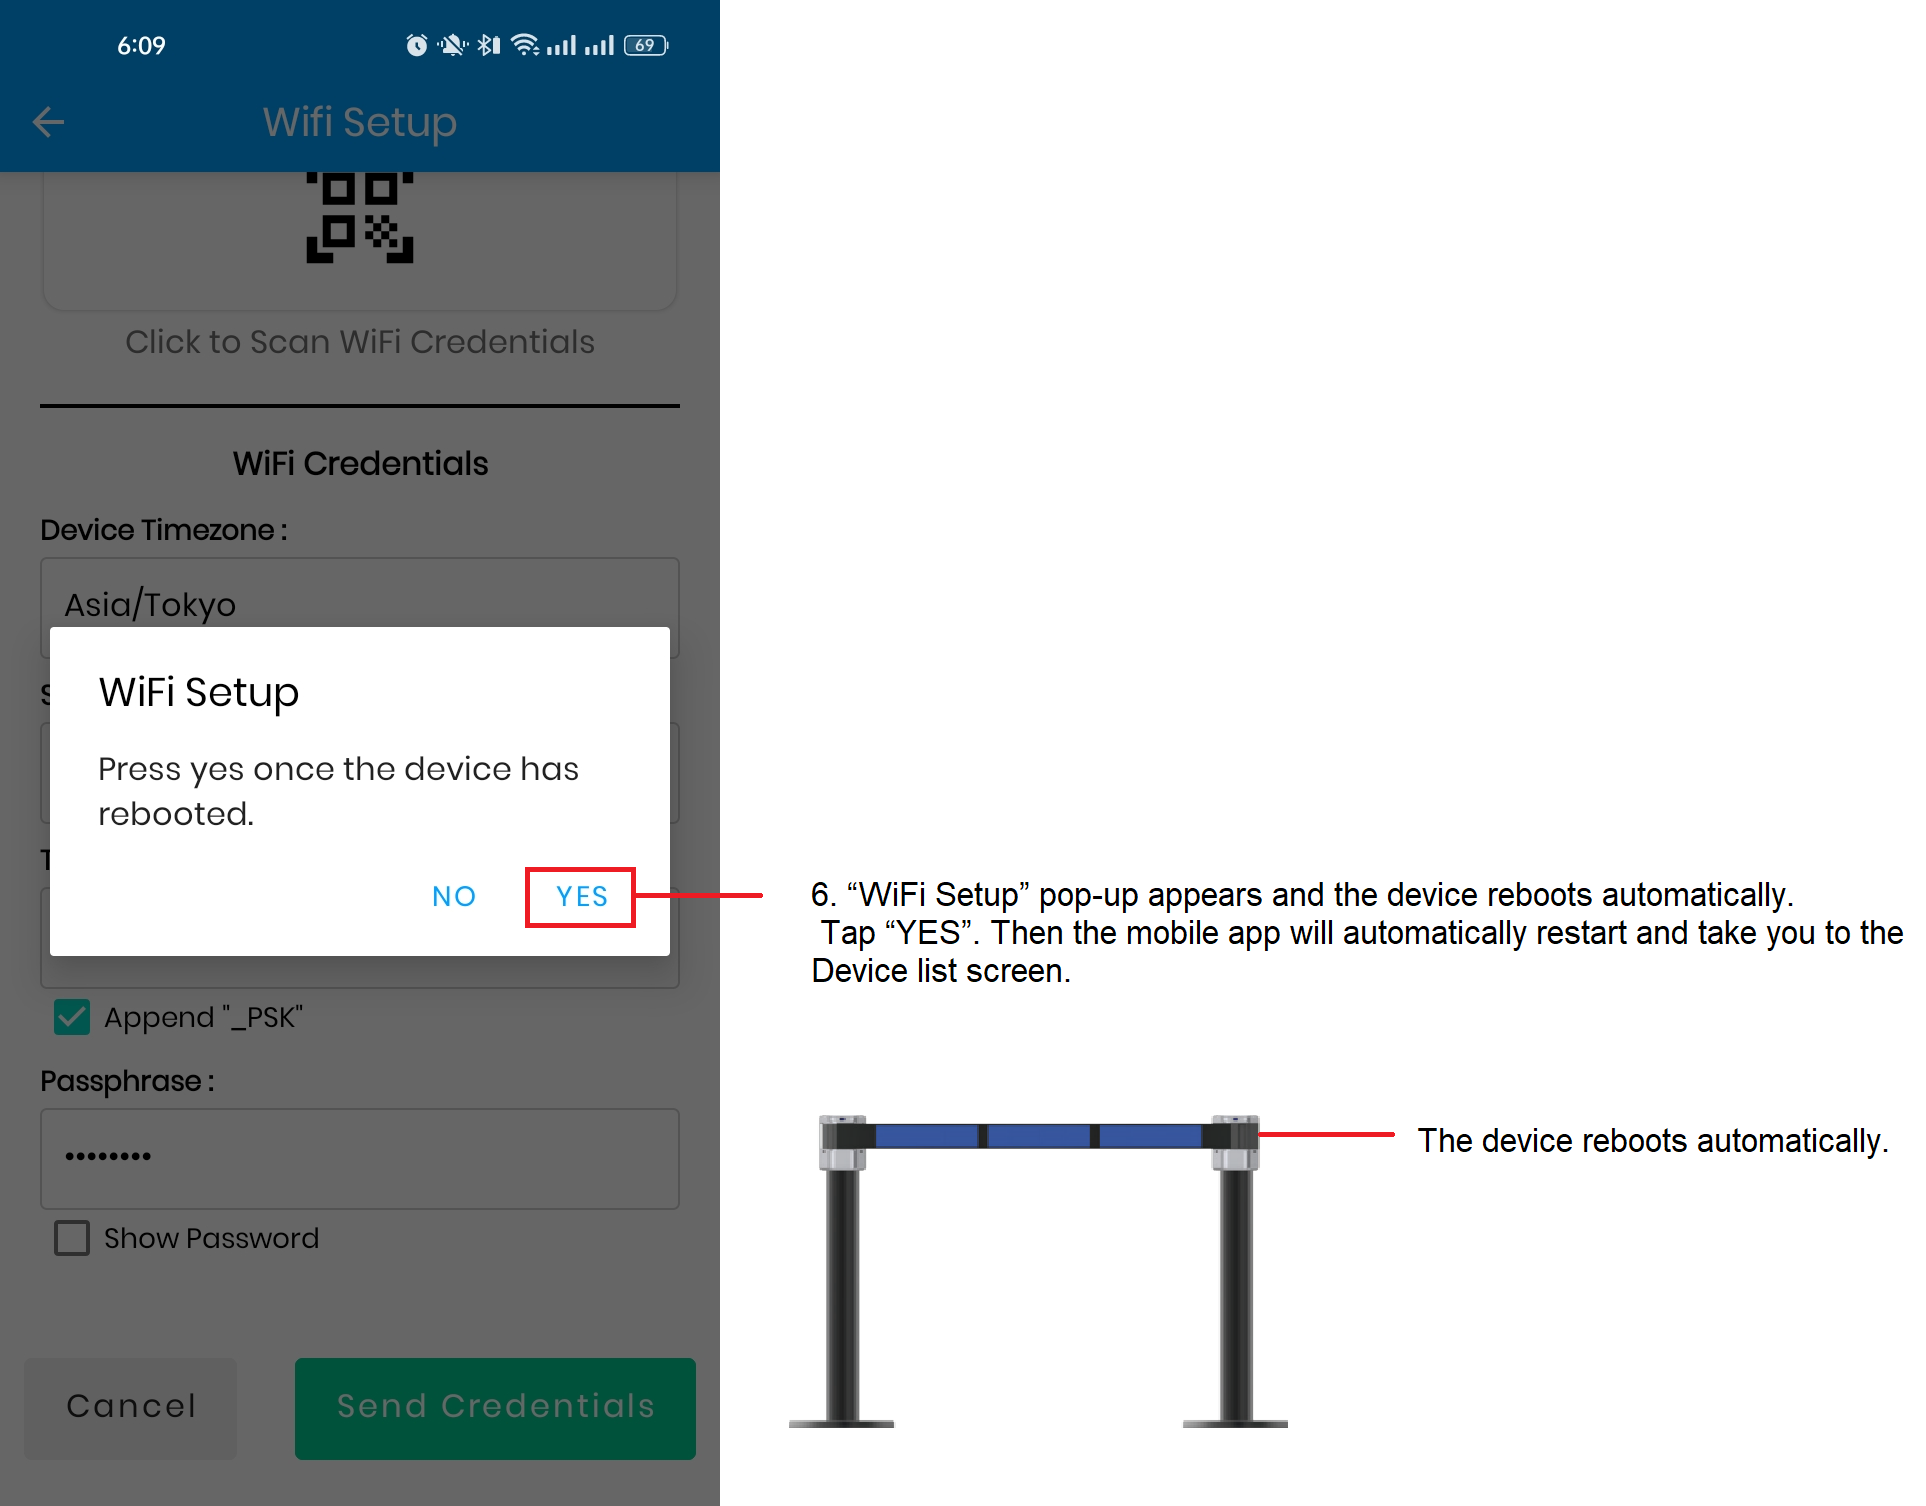 6:09
69
Wifi Setup
Click to Scan WiFi Credentials
WiFi Credentials
Device Timezone :
Asia/Tokyo
S
WiFi Setup
Press yes once the device has
rebooted.
T
NO YES
6. “WiFi Setup” pop-up appears and the device reboots automatically.
Tap “YES”. Then the mobile app will automatically restart and take you to the
Device list screen.
Append "_PSK"
Passphrase :
••••••••
Show Password
The device reboots automatically.
Cancel
Send Credentials